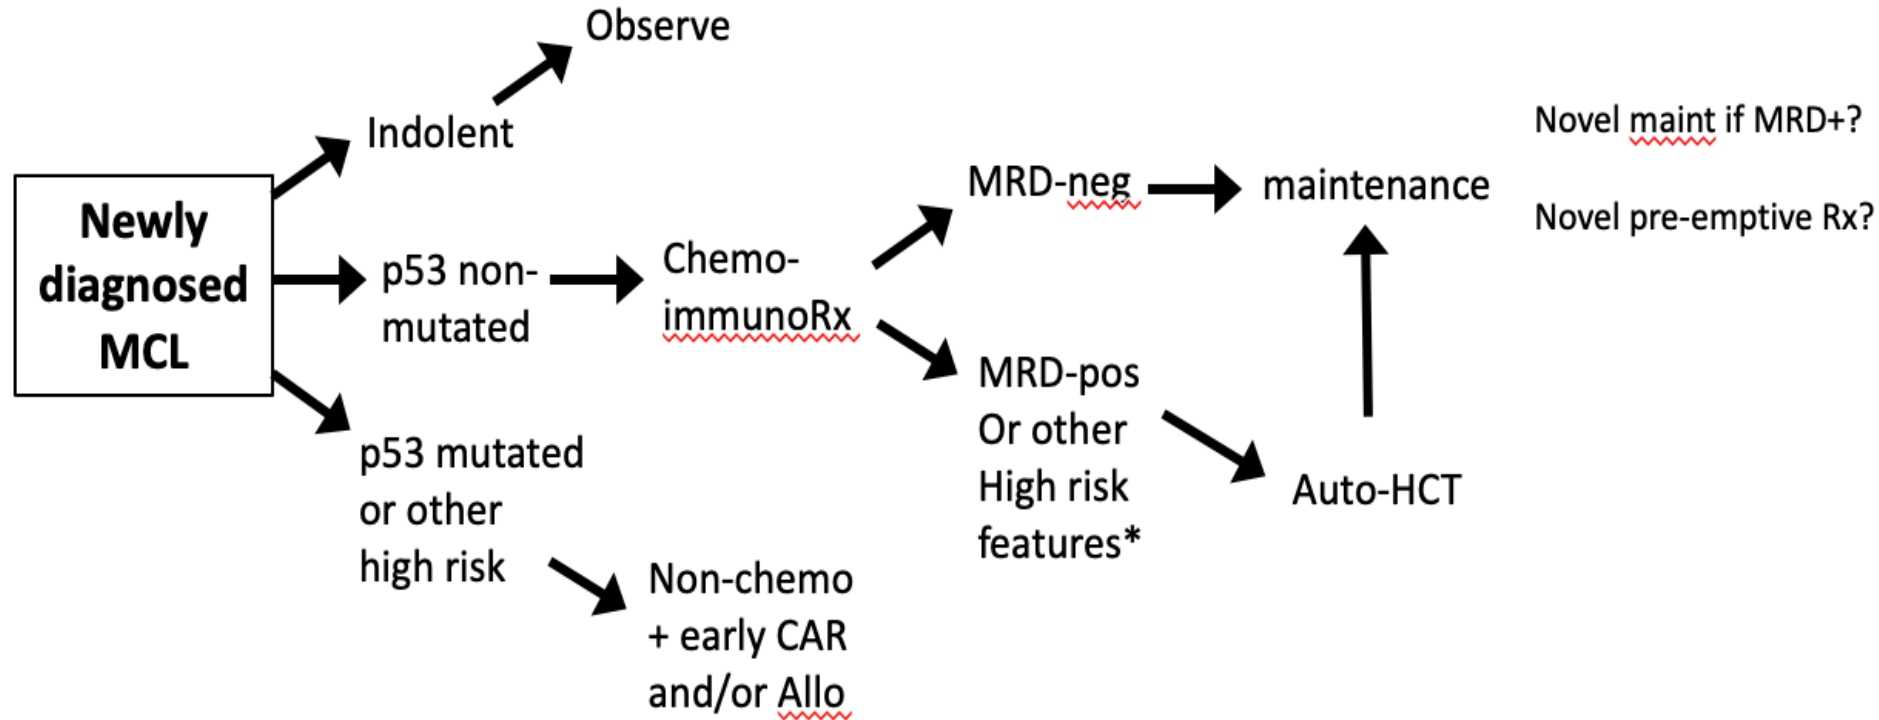 Observe
Indolent
Newly
diagnosed
MCL
p53 non-
mutated
p53 mutated
or other
high risk
Chemo-
immunoRx
Non-chemo
+ early CAR
and/or Allo
MRD-neg
MRD-pos
Or other
High risk
features*
maintenance
Auto-HCT
Novel maint if MRD+?
Novel pre-emptive Rx?